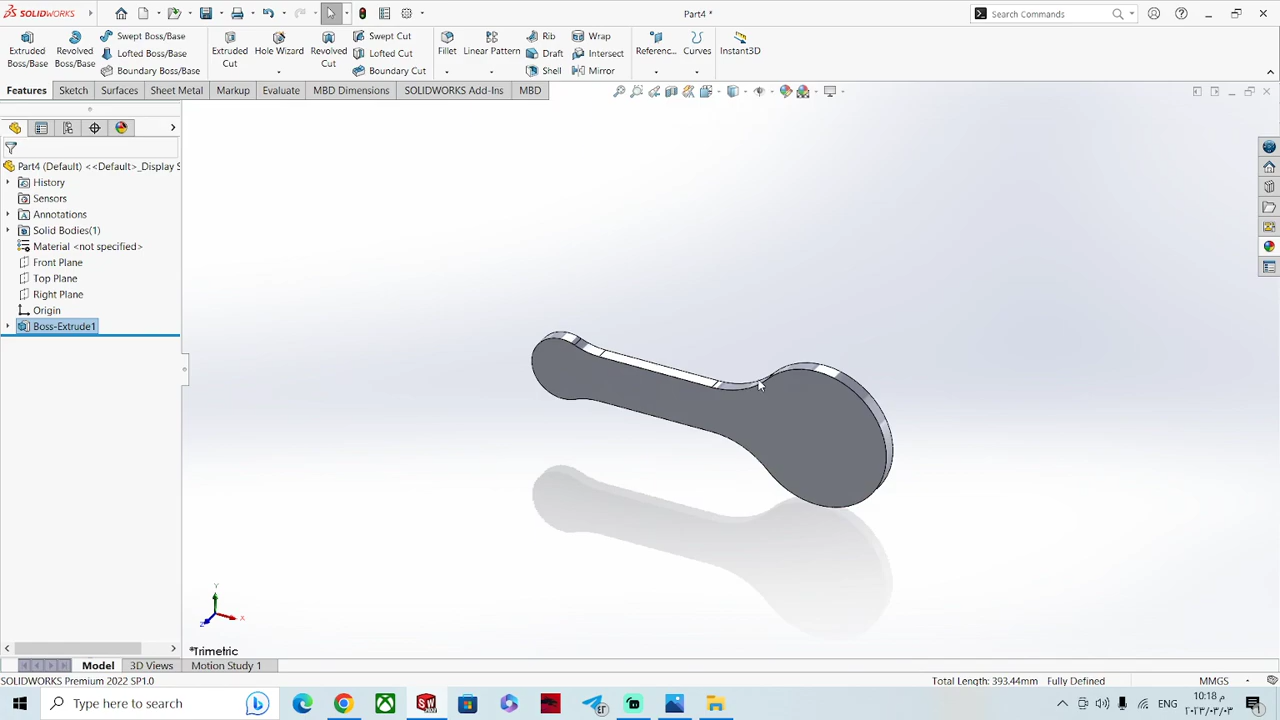 SOLIDWORKS
Part4 *
Search Commands
Extruded Boss/Base
Revolved Boss/Base
Swept Boss/Base
Lofted Boss/Base
Boundary Boss/Base
Extruded Cut
Hole Wizard
Revolved Cut
Swept Cut
Lofted Cut
Boundary Cut
Fillet
Linear Pattern
Rib
Draft
Shell
Wrap
Intersect
Mirror
Referenc...
Curves
Instant3D
Features
Sketch
Surfaces
Sheet Metal
Markup
Evaluate
MBD Dimensions
SOLIDWORKS Add-Ins
MBD
Part4 (Default) <<Default>_Display S
History
Sensors
Annotations
Solid Bodies(1)
Material <not specified>
Front Plane
Top Plane
Right Plane
Origin
Boss-Extrude1
Y
X
Z
*Trimetric
Model
3D Views
Motion Study 1
SOLIDWORKS Premium 2022 SP1.0
Total Length: 393.44mm
Fully Defined
MMGS
Type here to search
ENG
م 10:18
٢٠٢٣/٠٣/٠٣